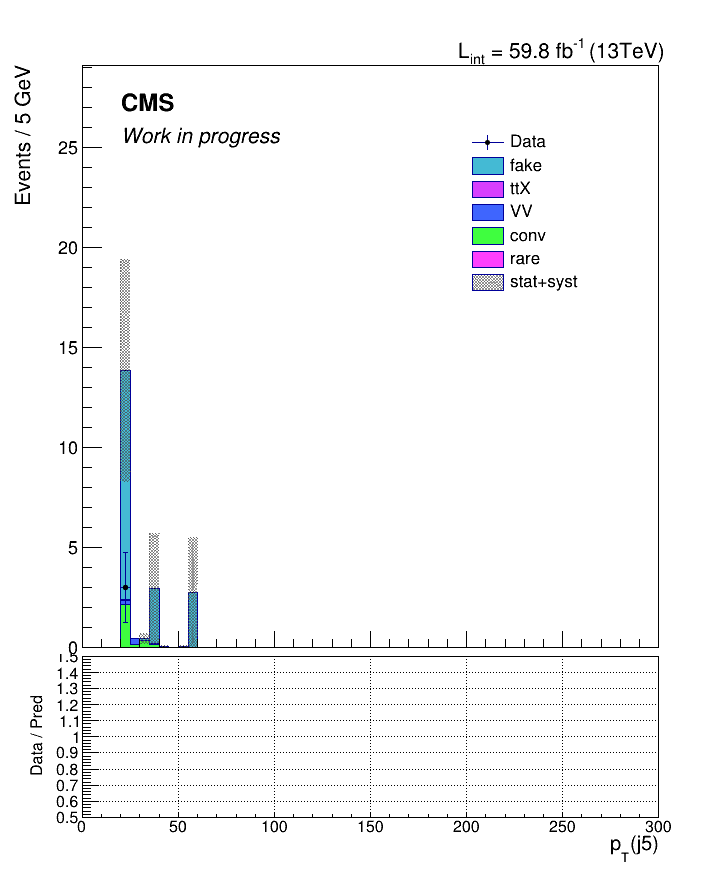 L_int = 59.8 fb^-1 (13TeV)
Events / 5 GeV
CMS
Work in progress
Data
fake
ttX
VV
conv
rare
stat+syst
25
20
15
10
5
0
Data / Pred
1.5
1.4
1.3
1.2
1.1
1
0.9
0.8
0.7
0.6
0.5
0 50 100 150 200 250 300
p_T(j5)